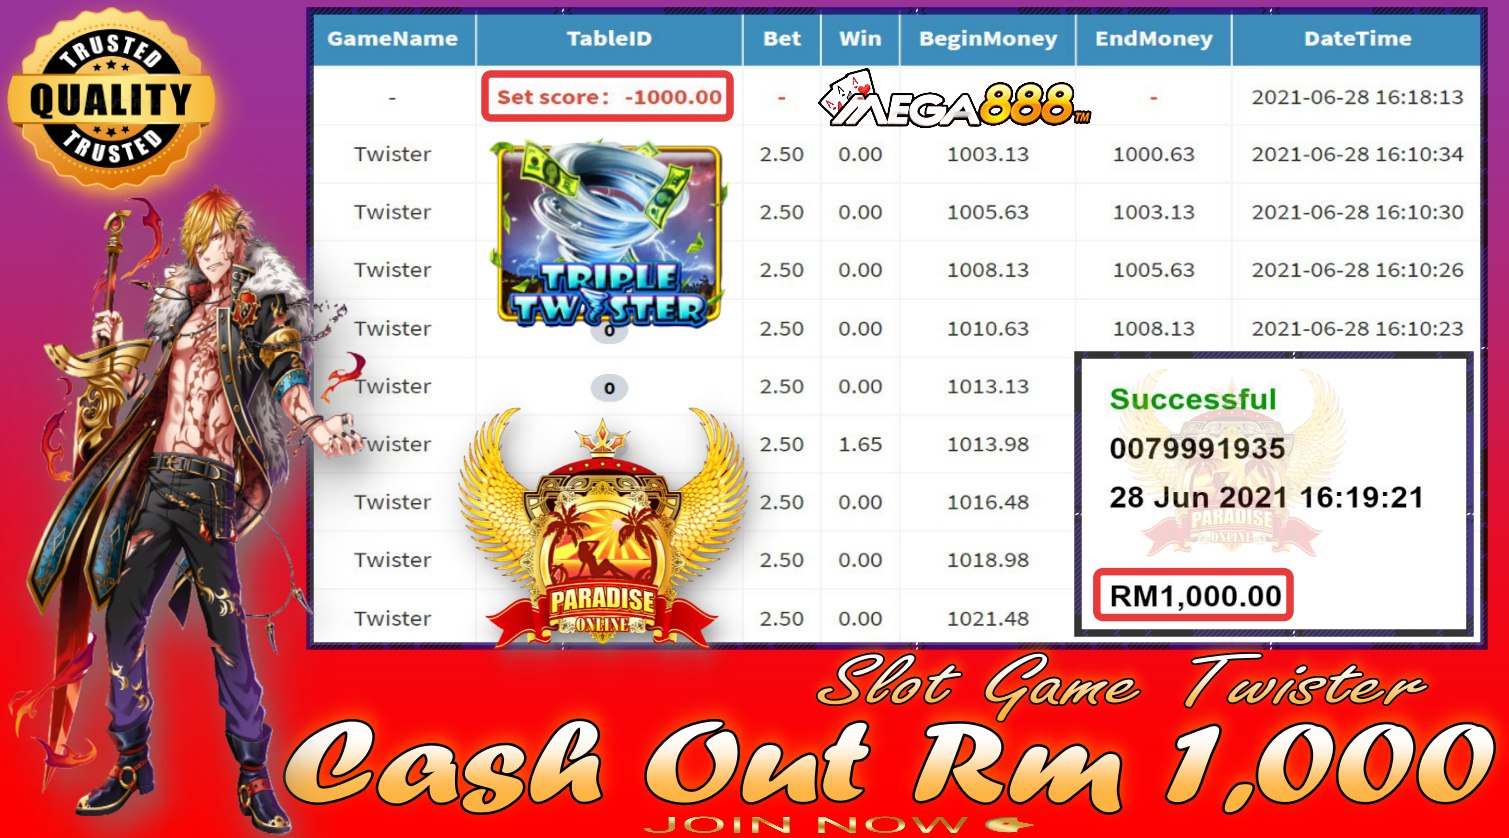 TRUSTED
QUALITY
TRUSTED
GameName TableID Bet Win BeginMoney EndMoney DateTime
- Set score: -1000.00 - - 2021-06-28 16:18:13
MEGA888 TM
Twister 2.50 0.00 1003.13 1000.63 2021-06-28 16:10:34
Twister 2.50 0.00 1005.63 1003.13 2021-06-28 16:10:30
Twister 2.50 0.00 1008.13 1005.63 2021-06-28 16:10:26
TRIPLE
TWISTER
Twister 0 2.50 0.00 1010.63 1008.13 2021-06-28 16:10:23
Twister 0 2.50 0.00 1013.13
Twister 2.50 1.65 1013.98
Twister 2.50 0.00 1016.48
Twister 2.50 0.00 1018.98
Twister 2.50 0.00 1021.48
PARADISE
ONLINE
Successful
0079991935
28 Jun 2021 16:19:21
PARADISE
ONLINE
RM1,000.00
Slot Game Twister
Cash Out Rm 1,000
JOIN NOW